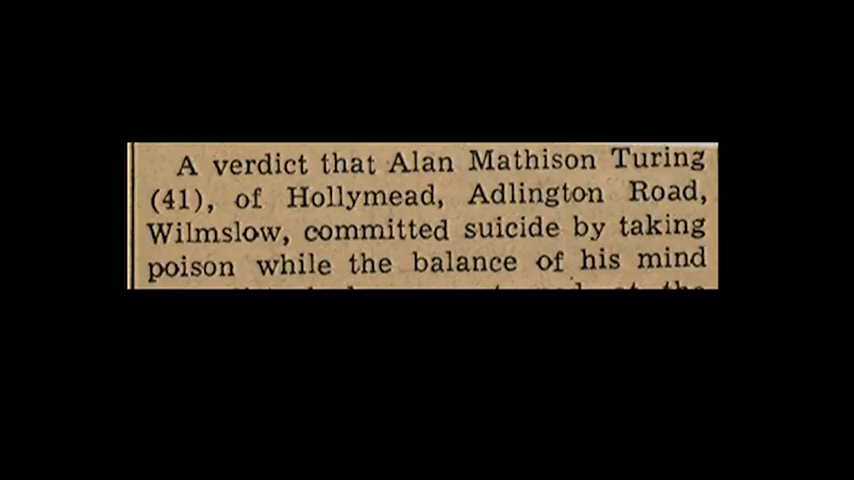 A verdict that Alan Mathison Turing
(41), of Hollymead, Adlington Road,
Wilmslow, committed suicide by taking
poison while the balance of his mind